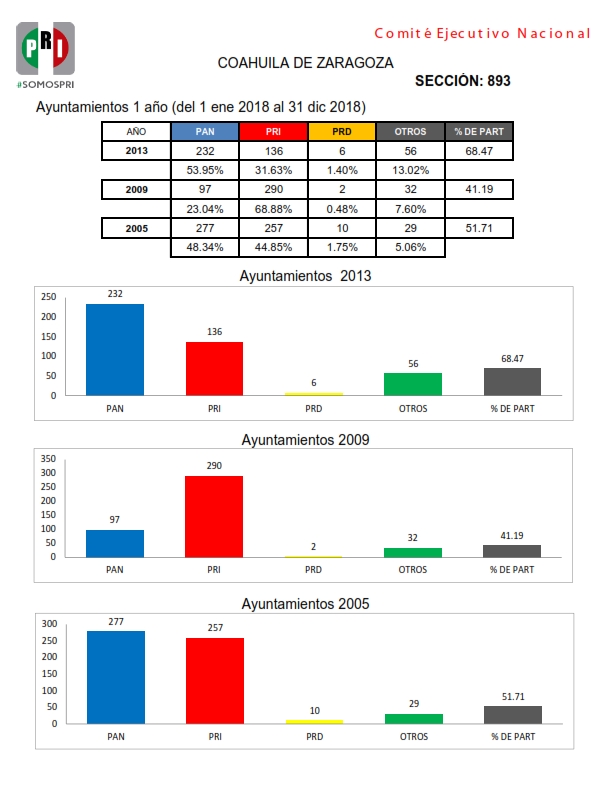 Comité Ejecutivo Nacional
PRI
#SOMOSPRI
COAHUILA DE ZARAGOZA
SECCIÓN: 893
Ayuntamientos 1 año (del 1 ene 2018 al 31 dic 2018)
AÑO PAN PRI PRD OTROS % DE PART
2013 232 136 6 56 68.47
53.95% 31.63% 1.40% 13.02%
2009 97 290 2 32 41.19
23.04% 68.88% 0.48% 7.60%
2005 277 257 10 29 51.71
48.34% 44.85% 1.75% 5.06%
Ayuntamientos 2013
250
200
150
100
50
0
232
136
6
56
68.47
PAN PRI PRD OTROS % DE PART
Ayuntamientos 2009
350
300
250
200
150
100
50
0
97
290
2
32
41.19
PAN PRI PRD OTROS % DE PART
Ayuntamientos 2005
300
250
200
150
100
50
0
277
257
10
29
51.71
PAN PRI PRD OTROS % DE PART